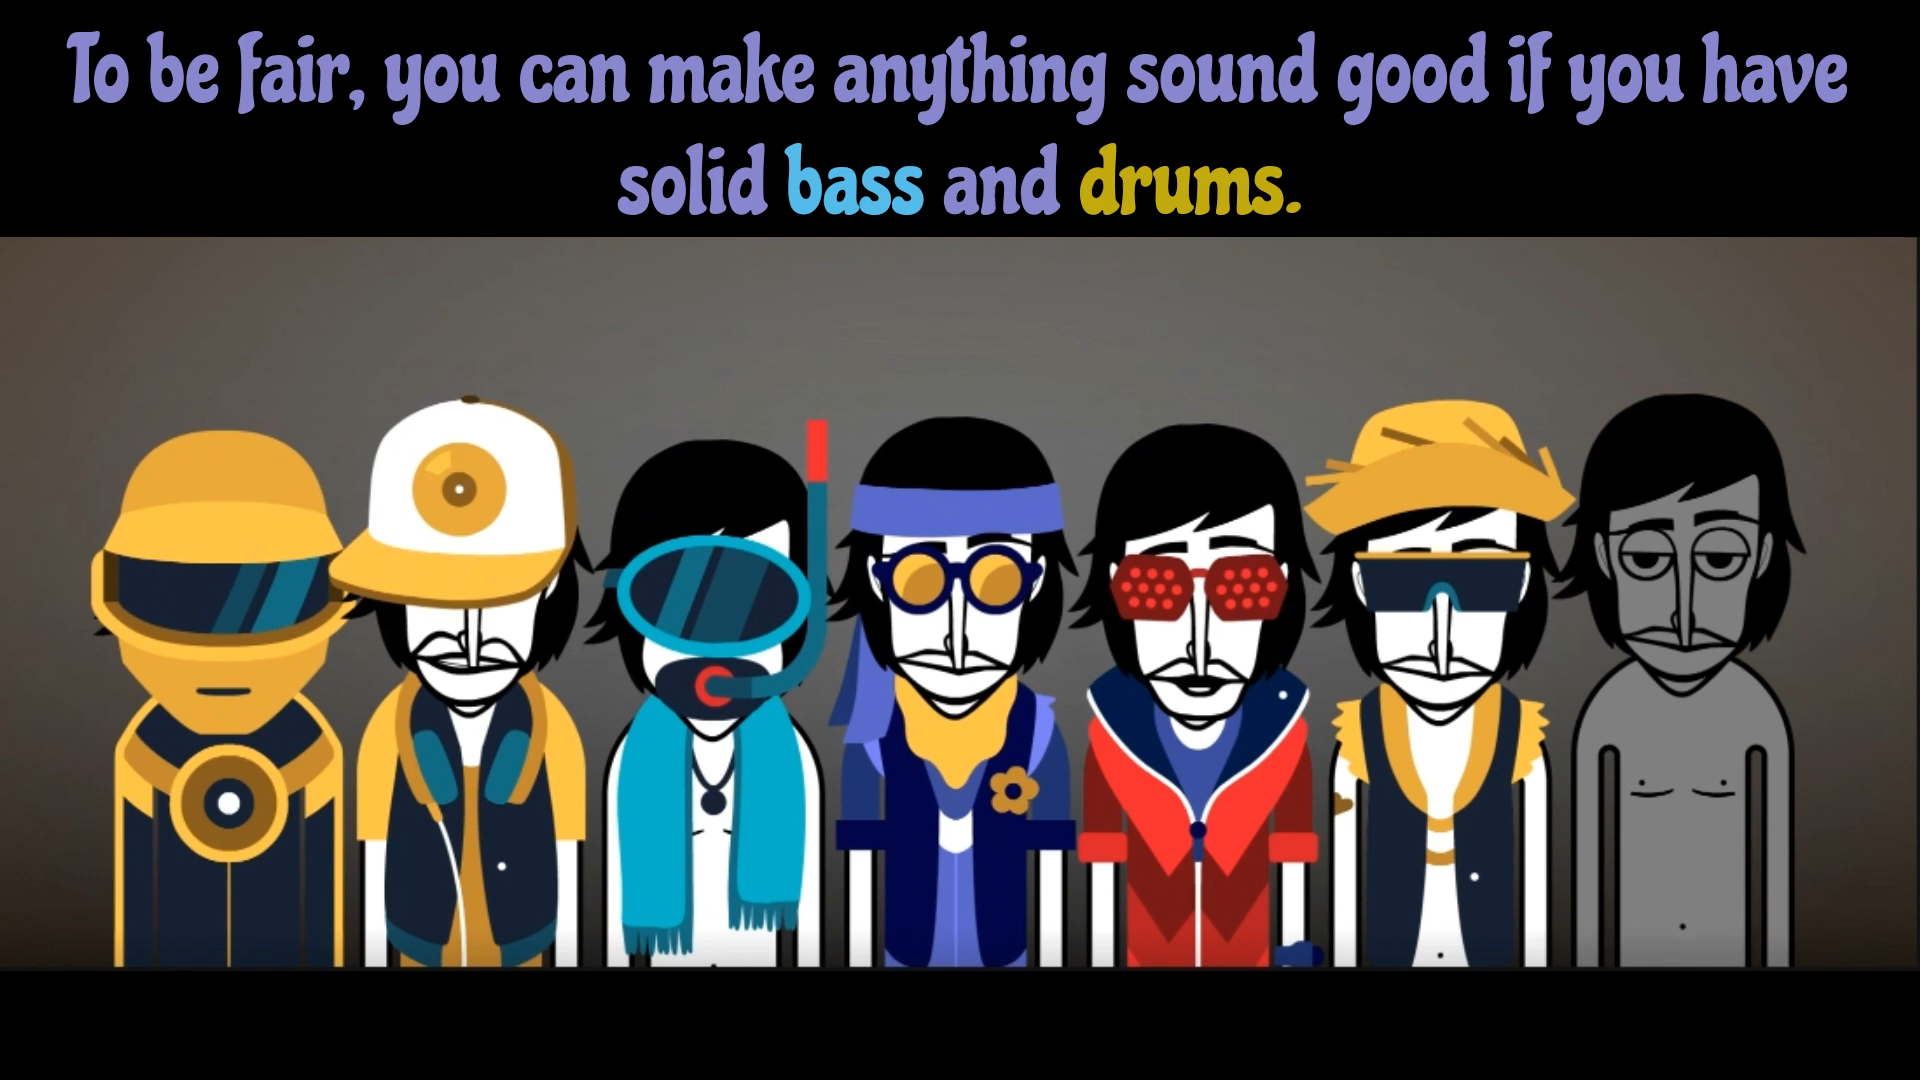 To be fair, you can make anything sound good if you have
solid bass and drums.